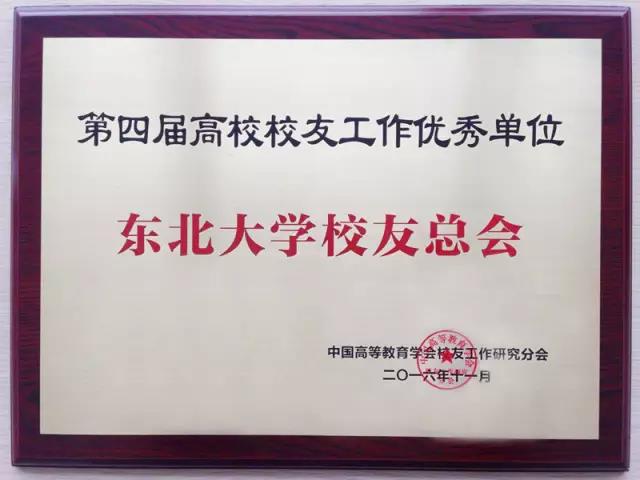 第四届高校校友工作优秀单位
东北大学校友总会
中国高等教育学会校友工作研究分会
二〇一六年十一月